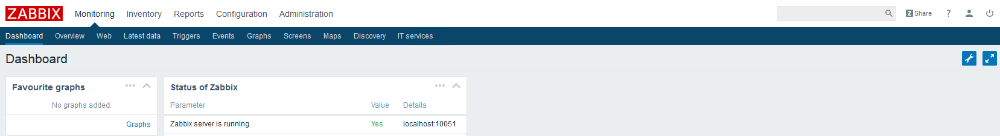 ZABBIX Monitoring Inventory Reports Configuration Administration Z Share ?
Dashboard Overview Web Latest data Triggers Events Graphs Screens Maps Discovery IT services
Dashboard
Favourite graphs
No graphs added.
Graphs
Status of Zabbix
Parameter Value Details
Zabbix server is running Yes localhost:10051